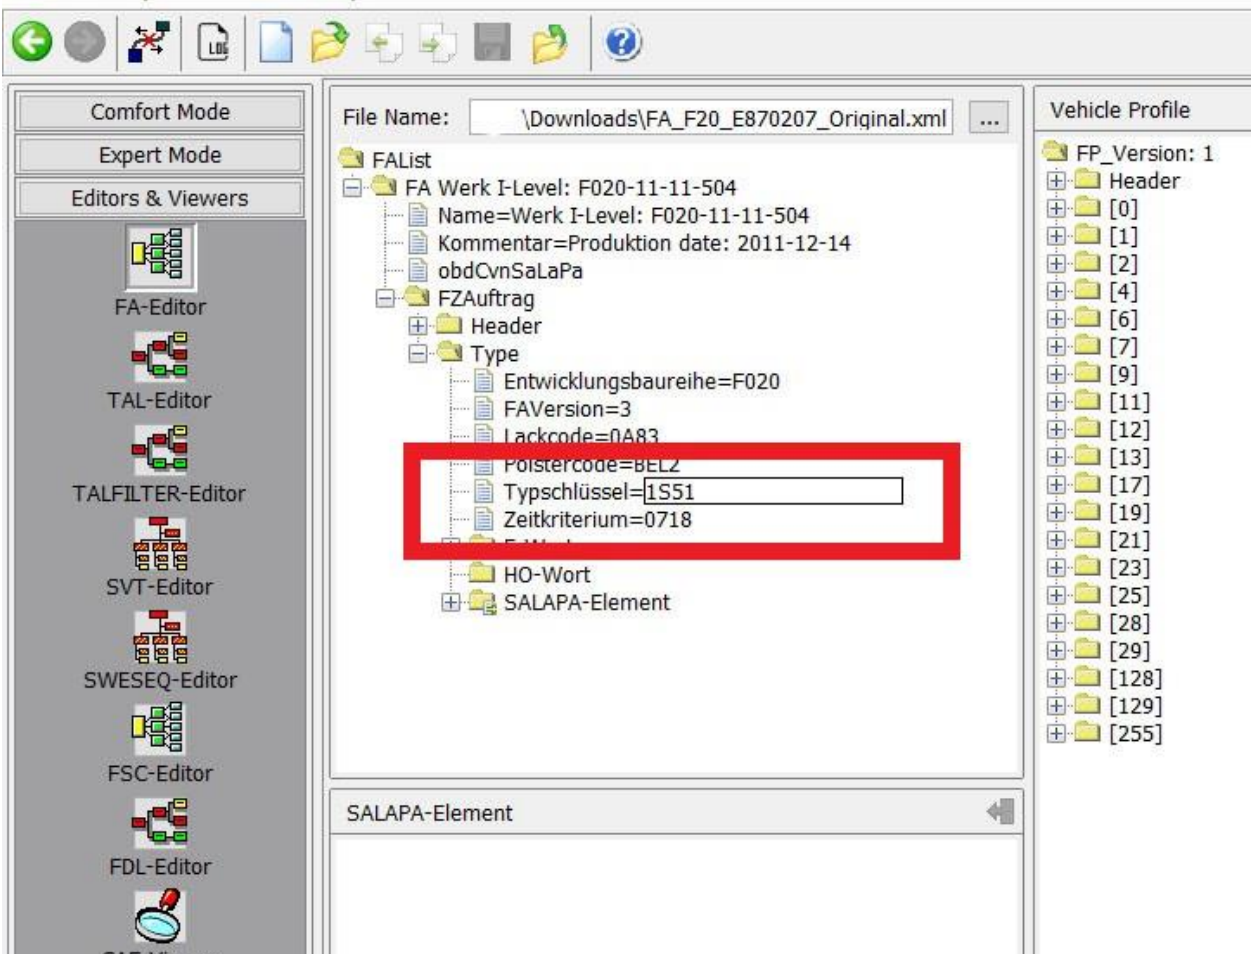 LOG
Comfort Mode
Expert Mode
Editors & Viewers
FA-Editor
TAL-Editor
TALFILTER-Editor
SVT-Editor
SWESEQ-Editor
FSC-Editor
FDL-Editor
File Name: \Downloads\FA_F20_E870207_Original.xml ...
FAList
FA Werk I-Level: F020-11-11-504
Name=Werk I-Level: F020-11-11-504
Kommentar=Produktion date: 2011-12-14
obdCvnSaLaPa
FZAuftrag
Header
Type
Entwicklungsbaureihe=F020
FAVersion=3
Lackcode=0A83
Polstercode=BEL2
Typschlüssel=1S51
Zeitkriterium=0718
HO-Wort
SALAPA-Element
SALAPA-Element
Vehicle Profile
FP_Version: 1
Header
[0]
[1]
[2]
[4]
[6]
[7]
[9]
[11]
[12]
[13]
[17]
[19]
[21]
[23]
[25]
[28]
[29]
[128]
[129]
[255]